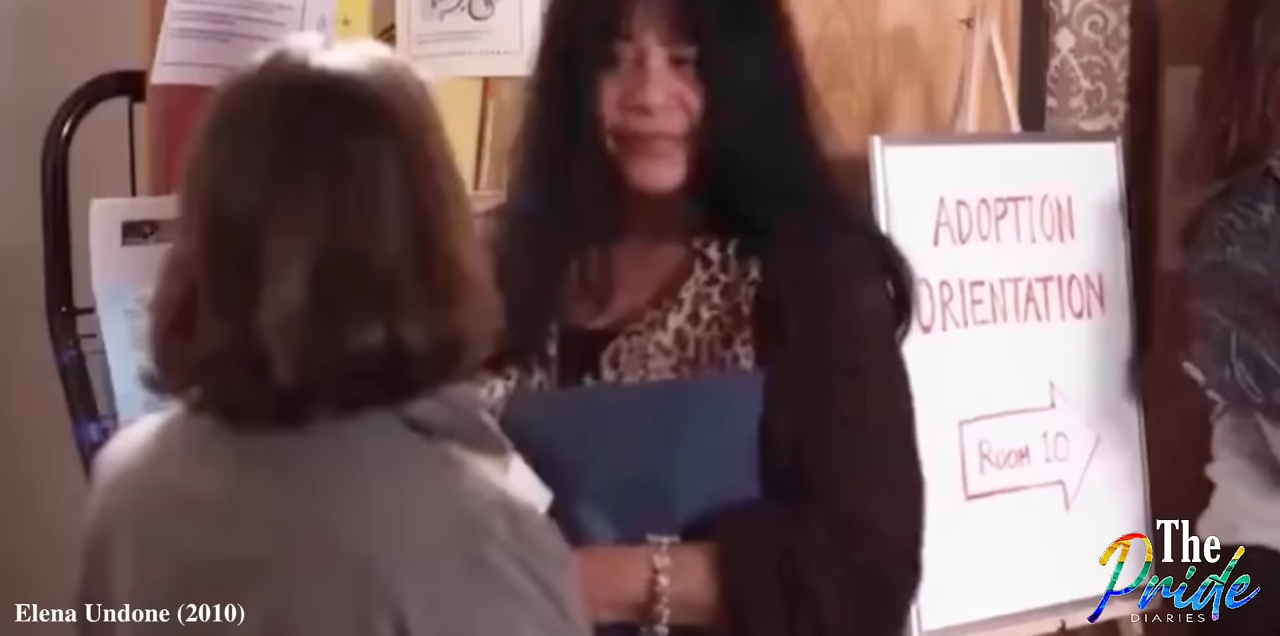 ADOPTION
ORIENTATION
ROOM 10
Elena Undone (2010)
The
Pride
DIARIES